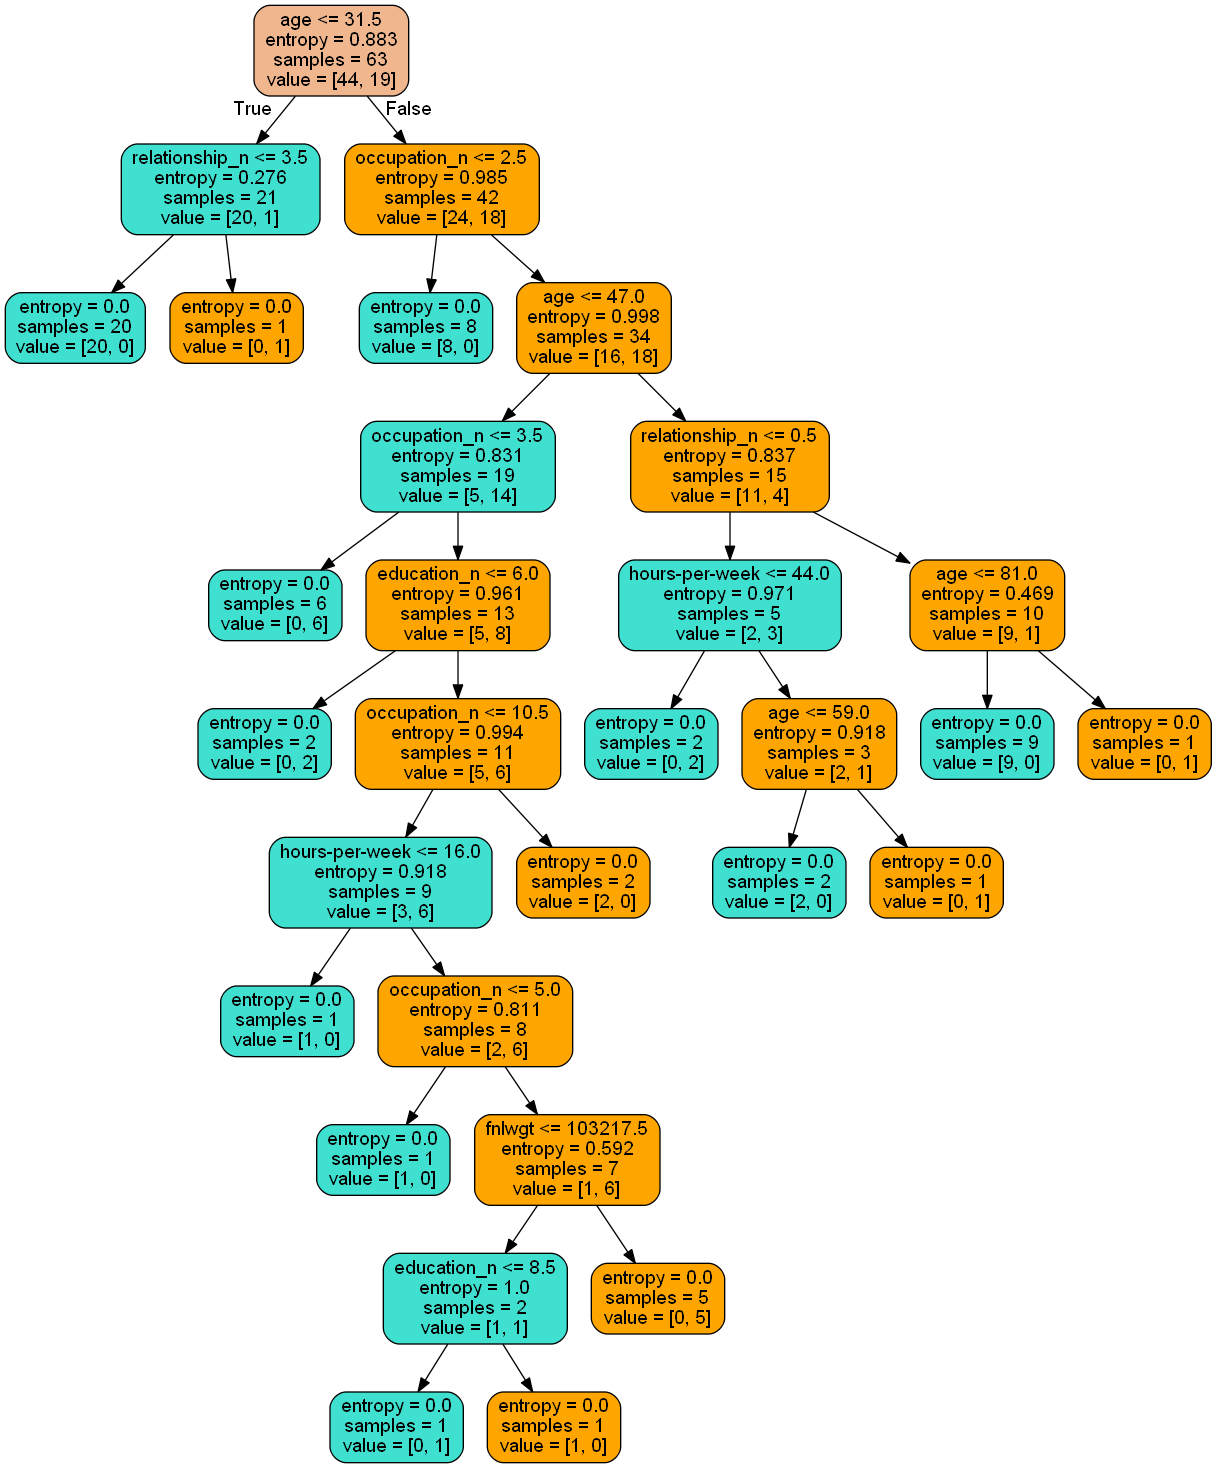 age <= 31.5
entropy = 0.883
samples = 63
value = [44, 19]
True
False
relationship_n <= 3.5
entropy = 0.276
samples = 21
value = [20, 1]
occupation_n <= 2.5
entropy = 0.985
samples = 42
value = [24, 18]
entropy = 0.0
samples = 20
value = [20, 0]
entropy = 0.0
samples = 1
value = [0, 1]
entropy = 0.0
samples = 8
value = [8, 0]
age <= 47.0
entropy = 0.998
samples = 34
value = [16, 18]
occupation_n <= 3.5
entropy = 0.831
samples = 19
value = [5, 14]
relationship_n <= 0.5
entropy = 0.837
samples = 15
value = [11, 4]
entropy = 0.0
samples = 6
value = [0, 6]
education_n <= 6.0
entropy = 0.961
samples = 13
value = [5, 8]
hours-per-week <= 44.0
entropy = 0.971
samples = 5
value = [2, 3]
age <= 81.0
entropy = 0.469
samples = 10
value = [9, 1]
entropy = 0.0
samples = 2
value = [0, 2]
occupation_n <= 10.5
entropy = 0.994
samples = 11
value = [5, 6]
entropy = 0.0
samples = 2
value = [0, 2]
age <= 59.0
entropy = 0.918
samples = 3
value = [2, 1]
entropy = 0.0
samples = 9
value = [9, 0]
entropy = 0.0
samples = 1
value = [0, 1]
hours-per-week <= 16.0
entropy = 0.918
samples = 9
value = [3, 6]
entropy = 0.0
samples = 2
value = [2, 0]
entropy = 0.0
samples = 2
value = [2, 0]
entropy = 0.0
samples = 1
value = [0, 1]
entropy = 0.0
samples = 1
value = [1, 0]
occupation_n <= 5.0
entropy = 0.811
samples = 8
value = [2, 6]
entropy = 0.0
samples = 1
value = [1, 0]
fnlwgt <= 103217.5
entropy = 0.592
samples = 7
value = [1, 6]
education_n <= 8.5
entropy = 1.0
samples = 2
value = [1, 1]
entropy = 0.0
samples = 5
value = [0, 5]
entropy = 0.0
samples = 1
value = [0, 1]
entropy = 0.0
samples = 1
value = [1, 0]